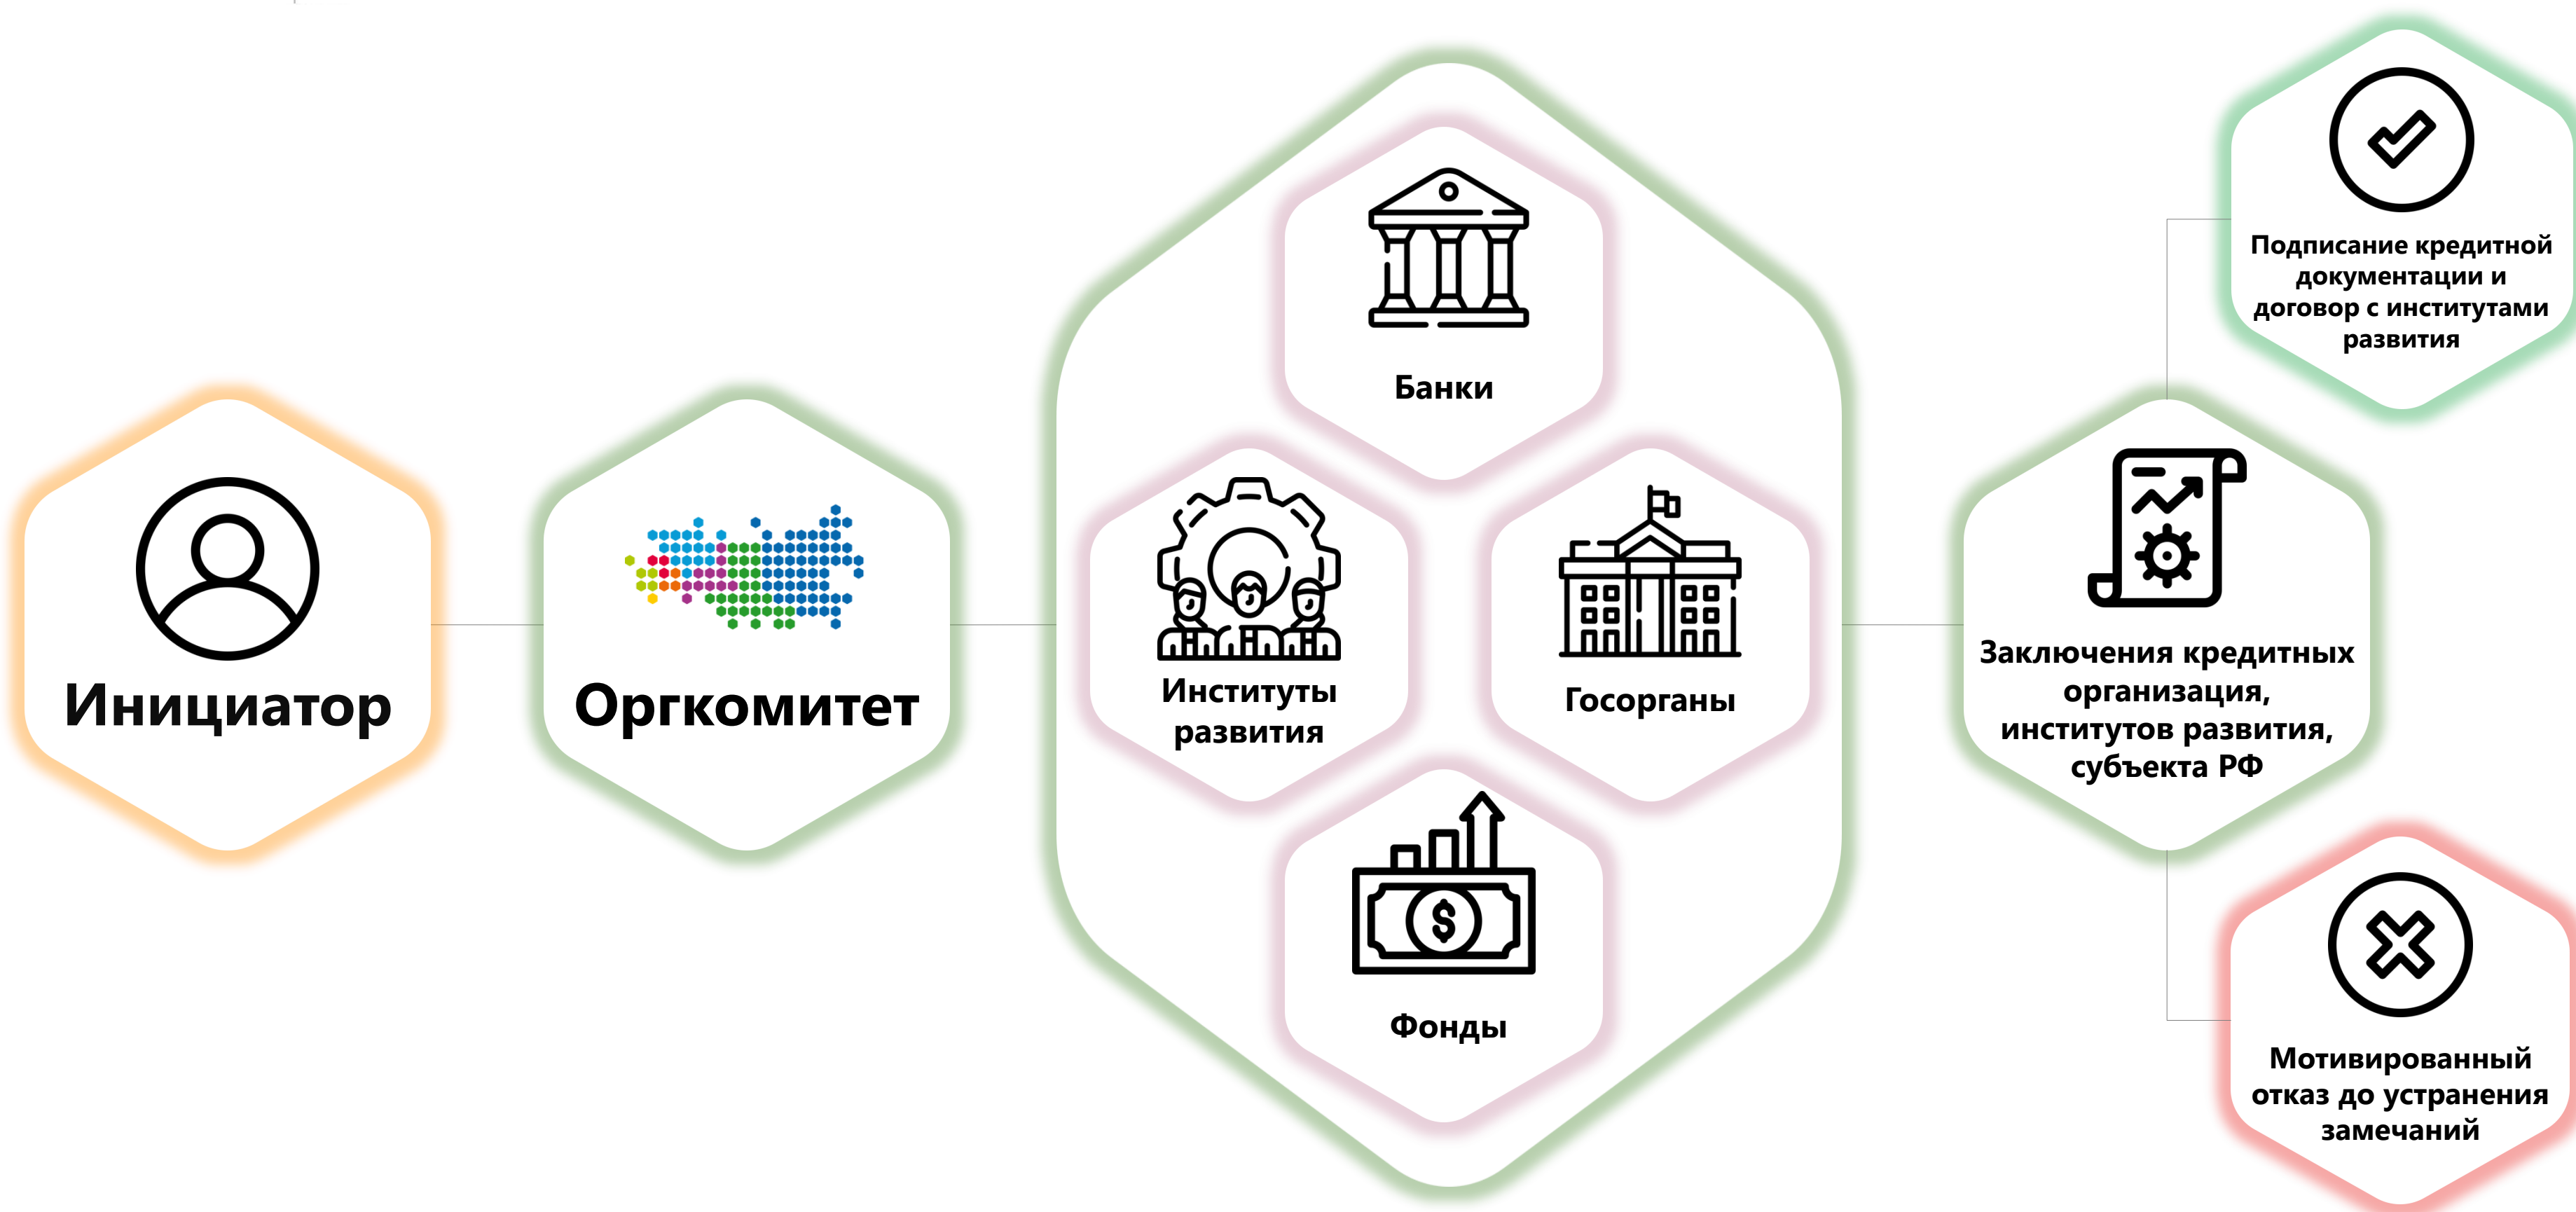 Инициатор
Оргкомитет
Банки
Институты
развития
Госорганы
Фонды
Заключения кредитных
организация,
институтов развития,
субъекта РФ
Подписание кредитной
документации и
договор с институтами
развития
Мотивированный
отказ до устранения
замечаний